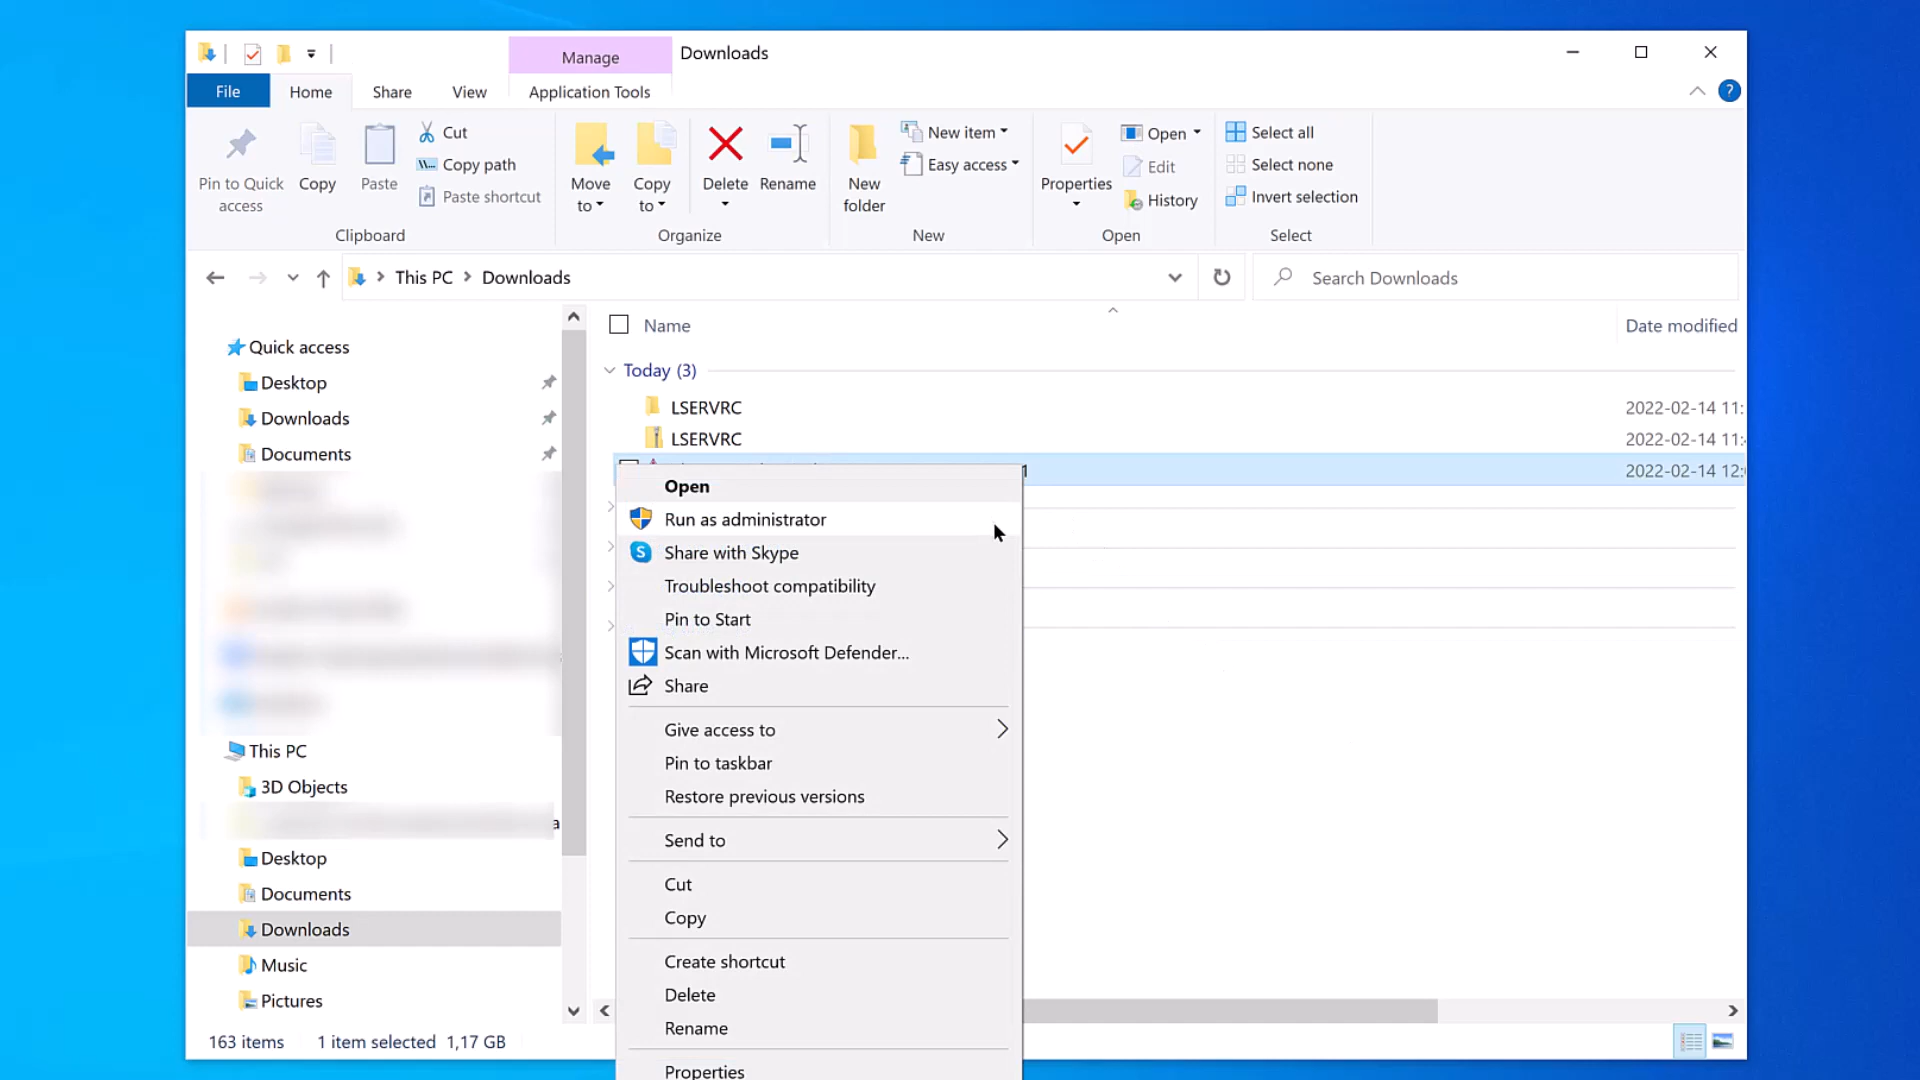 Manage
Downloads
File
Home
Share
View
Application Tools
?
Pin to Quick access
Copy
Paste
Cut
Copy path
Paste shortcut
Clipboard
Move to
Copy to
Delete
Rename
Organize
New folder
New item
Easy access
New
Properties
Open
Edit
History
Open
Select all
Select none
Invert selection
Select
This PC
Downloads
Search Downloads
Name
Date modified
Today (3)
LSERVRC
2022-02-14 11:
LSERVRC
2022-02-14 11:
1
2022-02-14 12:
Quick access
Desktop
Downloads
Documents
This PC
3D Objects
a
Desktop
Documents
Downloads
Music
Pictures
Open
Run as administrator
S
Share with Skype
Troubleshoot compatibility
Pin to Start
Scan with Microsoft Defender...
Share
Give access to
Pin to taskbar
Restore previous versions
Send to
Cut
Copy
Create shortcut
Delete
Rename
Properties
163 items
1 item selected 1,17 GB